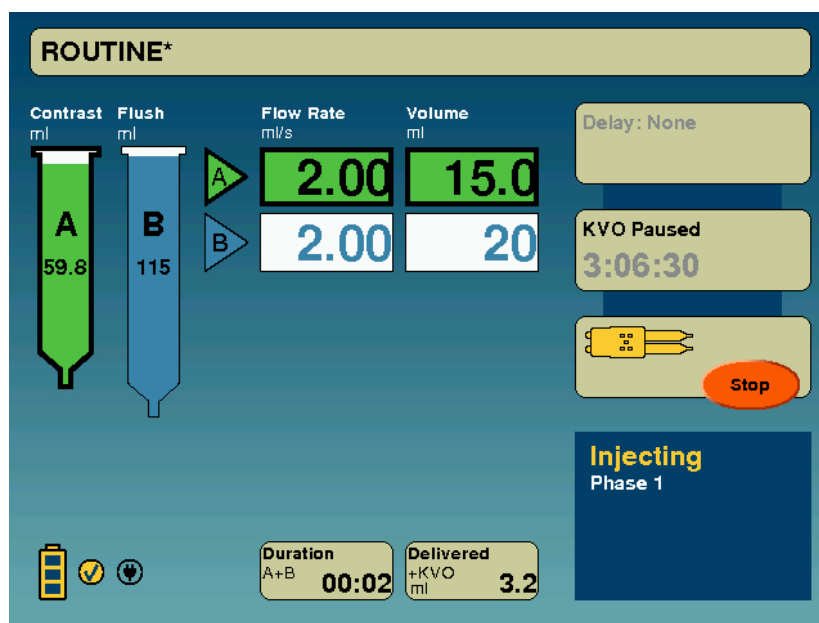 ROUTINE*
Contrast Flush Flow Rate Volume
ml ml ml/s ml
Delay: None
A 2.00 15.0
A B
59.8 115
B 2.00 20
KVO Paused
3:06:30
Stop
Injecting
Phase 1
Duration
A+B 00:02
Delivered
+KVO
ml 3.2